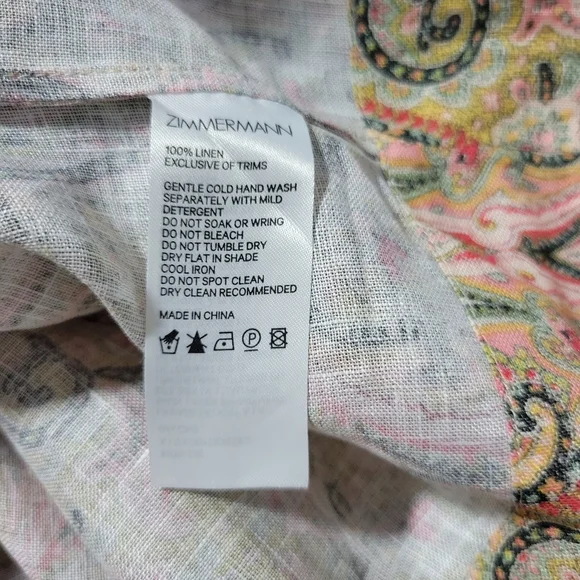 ZIMMERMANN
100% LINEN
EXCLUSIVE OF TRIMS
GENTLE COLD HAND WASH
SEPARATELY WITH MILD
DETERGENT
DO NOT SOAK OR WRING
DO NOT BLEACH
DO NOT TUMBLE DRY
DRY FLAT IN SHADE
COOL IRON
DO NOT SPOT CLEAN
DRY CLEAN RECOMMENDED
MADE IN CHINA
P